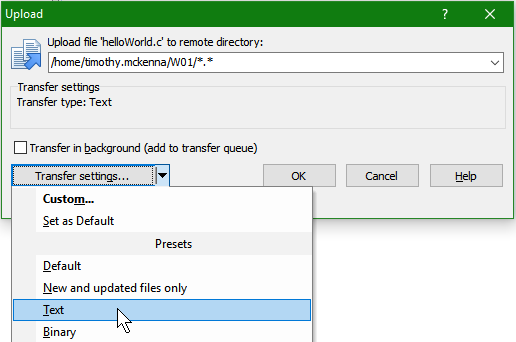 Upload
Upload file 'helloWorld.c' to remote directory:
/home/timothy.mckenna/W01/*.*
Transfer settings
Transfer type: Text
Transfer in background (add to transfer queue)
Transfer settings... OK Cancel Help
Custom...
Set as Default
Presets
Default
New and updated files only
Text
Binary